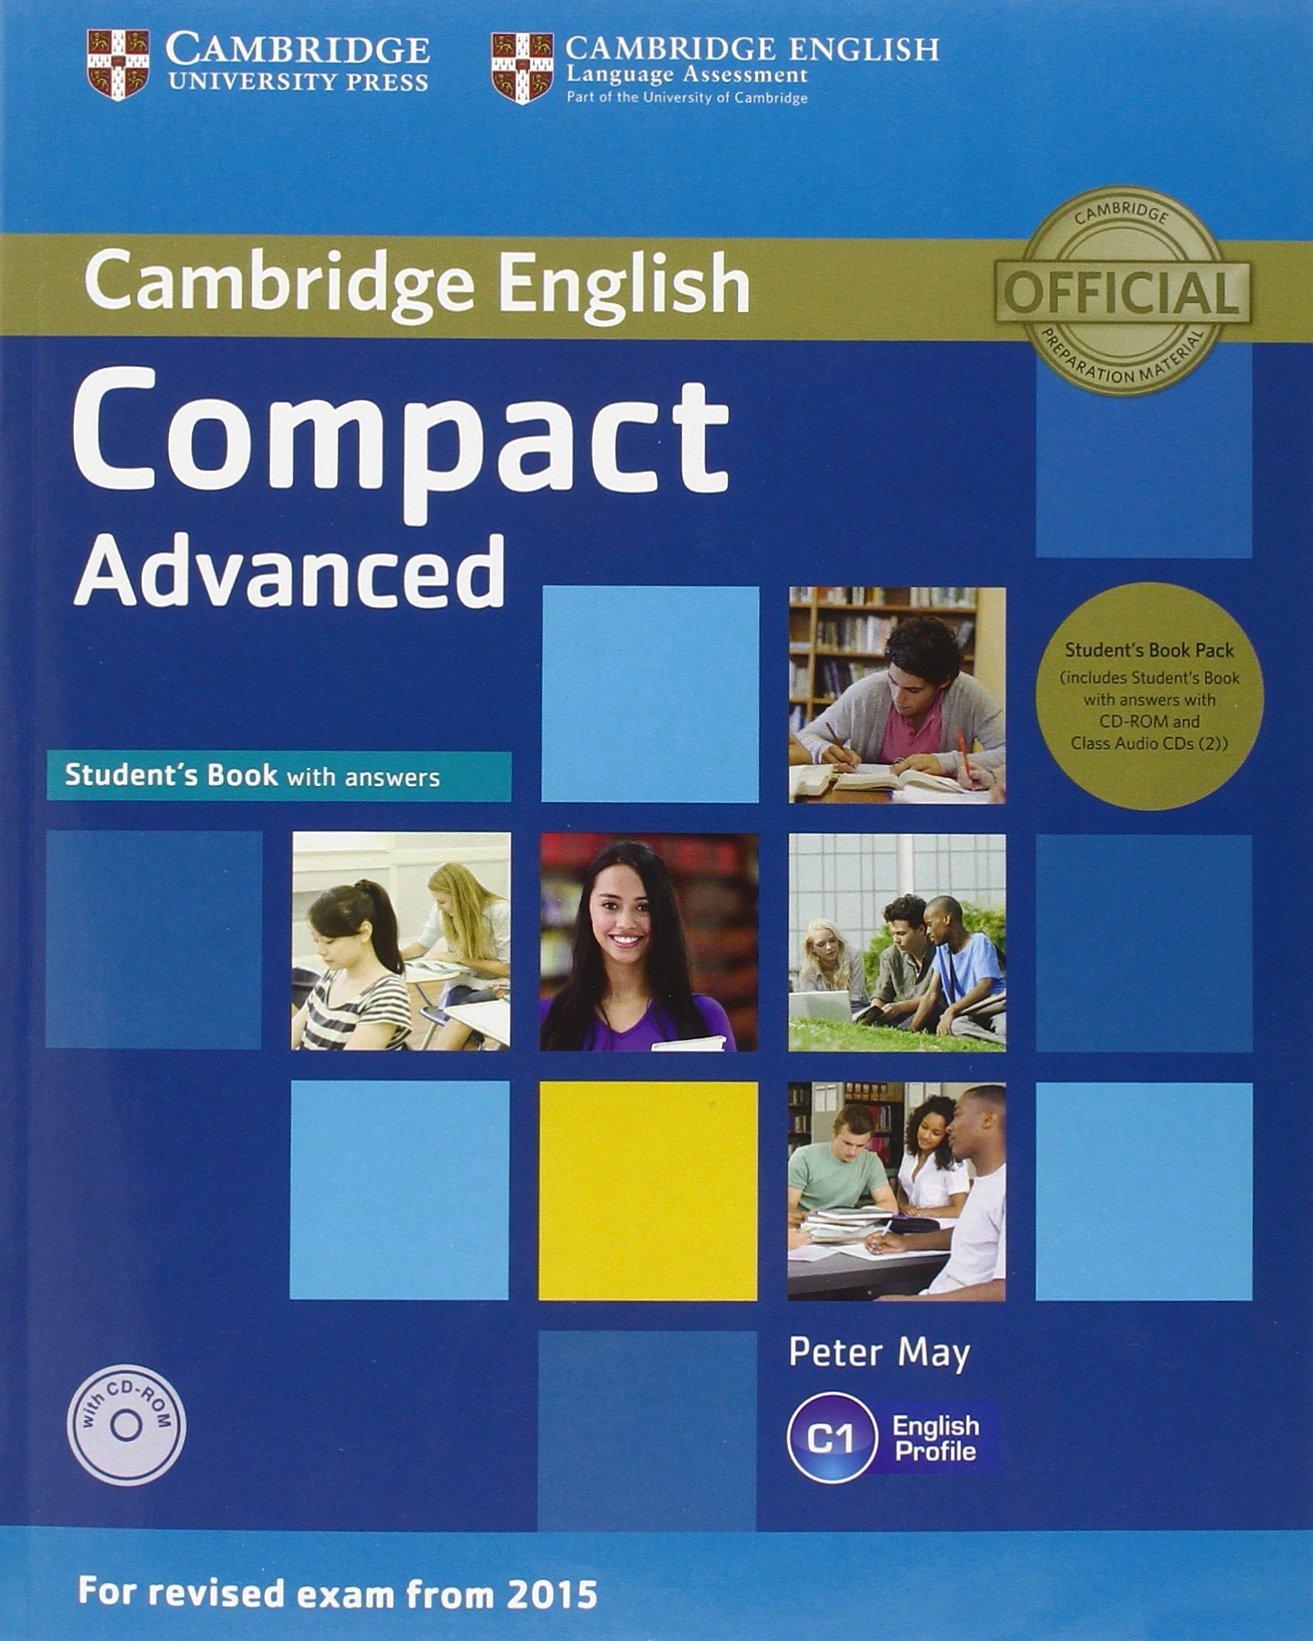 CAMBRIDGE
UNIVERSITY PRESS
CAMBRIDGE ENGLISH
Language Assessment
Part of the University of Cambridge
Cambridge English
CAMBRIDGE
OFFICIAL
PREPARATION MATERIAL
Compact
Advanced
Student's Book Pack
(includes Student's Book
with answers with
CD-ROM and
Class Audio CDs (2))
Student's Book with answers
Peter May
C1
English
Profile
with CD-ROM
For revised exam from 2015